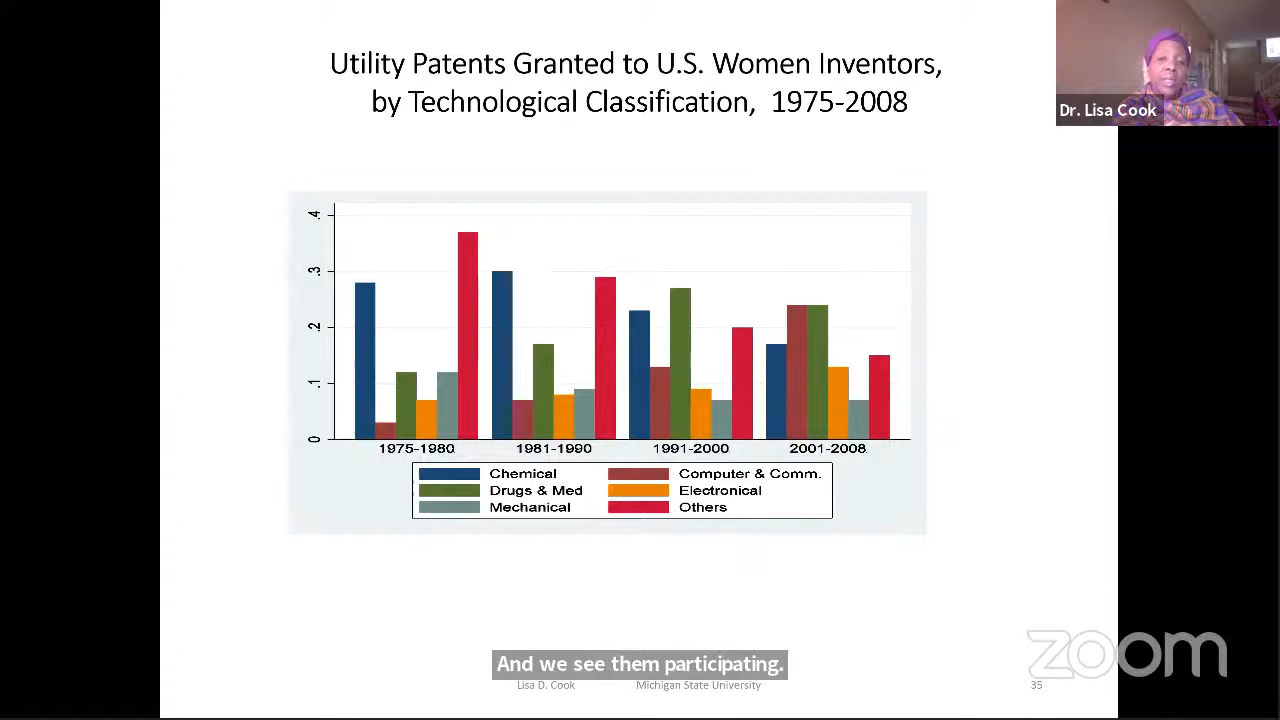 Utility Patents Granted to U.S. Women Inventors,
by Technological Classification, 1975-2008
Dr. Lisa Cook
.4
.3
.2
.1
0
1975-1980
1981-1990
1991-2000
2001-2008
Chemical
Computer & Comm.
Drugs & Med
Electronical
Mechanical
Others
And we see them participating.
Lisa D. Cook
Michigan State University
35
zoom